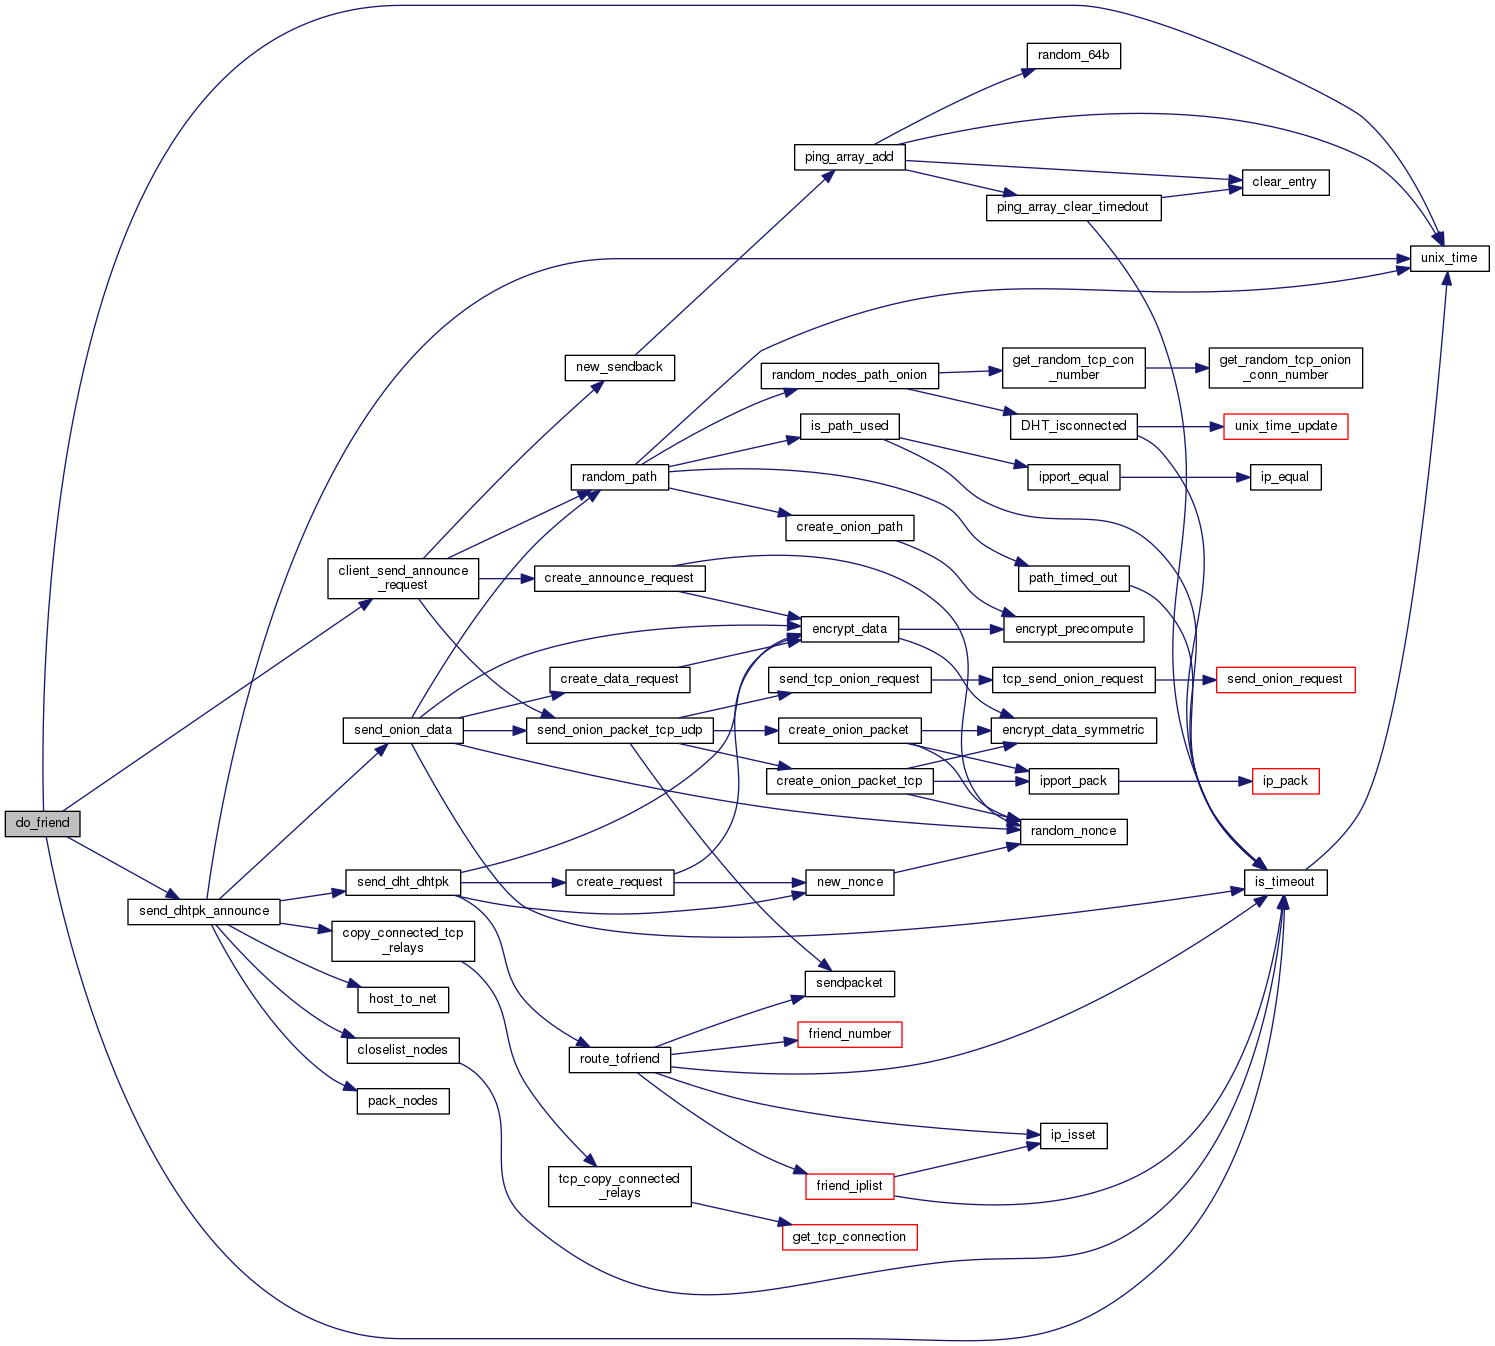 random_64b
ping_array_add
clear_entry
ping_array_clear_timedout
unix_time
new_sendback
random_nodes_path_onion
get_random_tcp_con
_number
get_random_tcp_onion
_conn_number
is_path_used
DHT_isconnected
unix_time_update
random_path
ipport_equal
ip_equal
create_onion_path
client_send_announce
_request
create_announce_request
path_timed_out
encrypt_data
encrypt_precompute
create_data_request
send_tcp_onion_request
tcp_send_onion_request
send_onion_request
send_onion_data
send_onion_packet_tcp_udp
create_onion_packet
encrypt_data_symmetric
create_onion_packet_tcp
ipport_pack
ip_pack
do_friend
random_nonce
send_dht_dhtpk
create_request
new_nonce
is_timeout
send_dhtpk_announce
copy_connected_tcp
_relays
host_to_net
sendpacket
friend_number
closelist_nodes
route_tofriend
pack_nodes
ip_isset
tcp_copy_connected
_relays
friend_iplist
get_tcp_connection